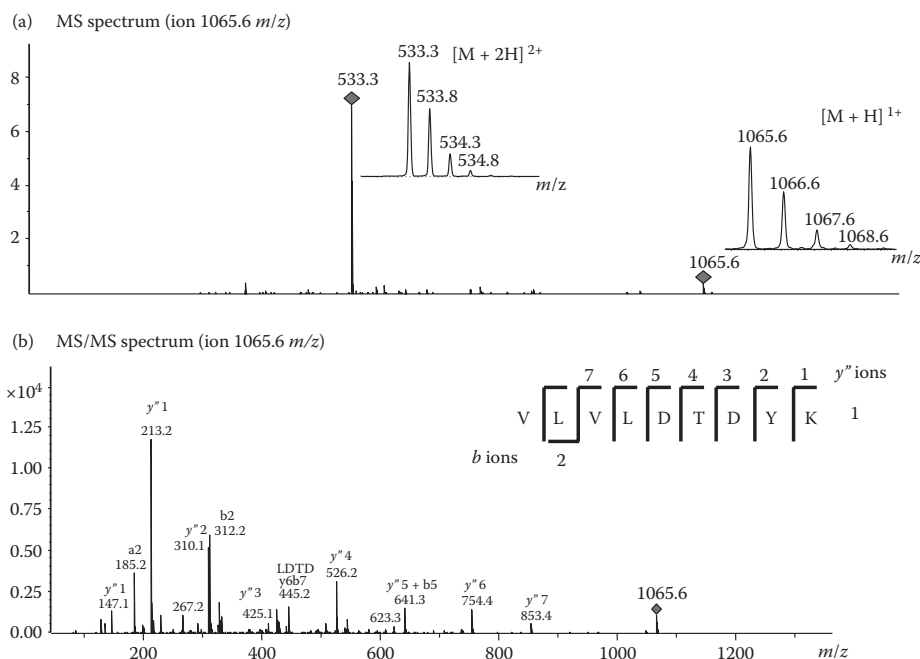 (a) MS spectrum (ion 1065.6 m/z)
533.3
533.3
533.8
534.3
534.8
[M + 2H] 2+
m/z
[M + H] 1+
1065.6
1066.6
1067.6
1068.6
m/z
1065.6
8
6
4
2
(b) MS/MS spectrum (ion 1065.6 m/z)
×10⁴
1.25
1.00
0.75
0.50
0.25
0.00
7 6 5 4 3 2 1 y” ions
V L V L D T D Y K 1
b ions 2
y” 1
147.1
a2
185.2
y” 1
213.2
267.2
y” 2
310.1
b2
312.2
y” 3
425.1
LDTD
y6b7
445.2
y” 4
526.2
623.3
y” 5 + b5
641.3
y” 6
754.4
y” 7
853.4
1065.6
200 400 600 800 1000 1200 m/z